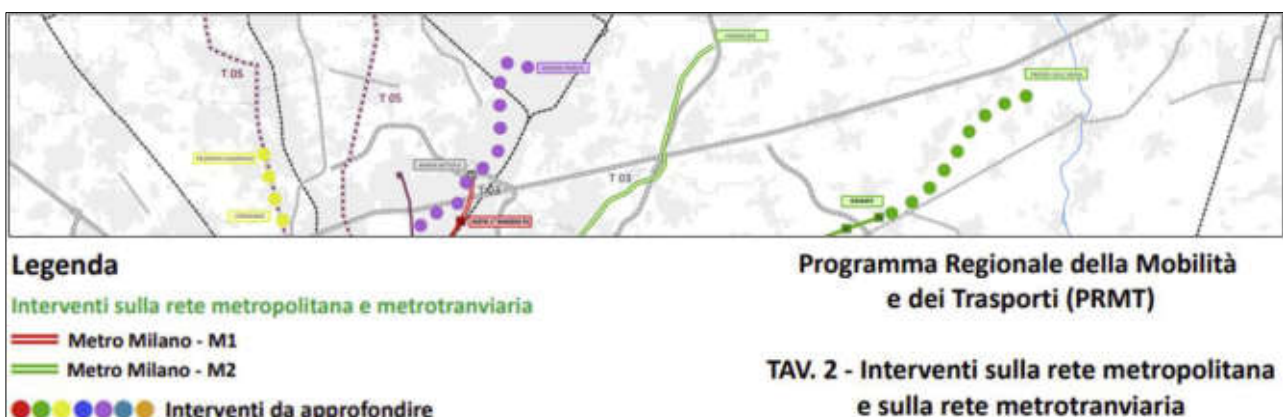 T 05
T 05
T 03
T 03
Legenda
Interventi sulla rete metropolitana e metrotranviaria
Metro Milano - M1
Metro Milano - M2
Interventi da approfondire
Programma Regionale della Mobilità
e dei Trasporti (PRMT)
TAV. 2 - Interventi sulla rete metropolitana
e sulla rete metrotranviaria